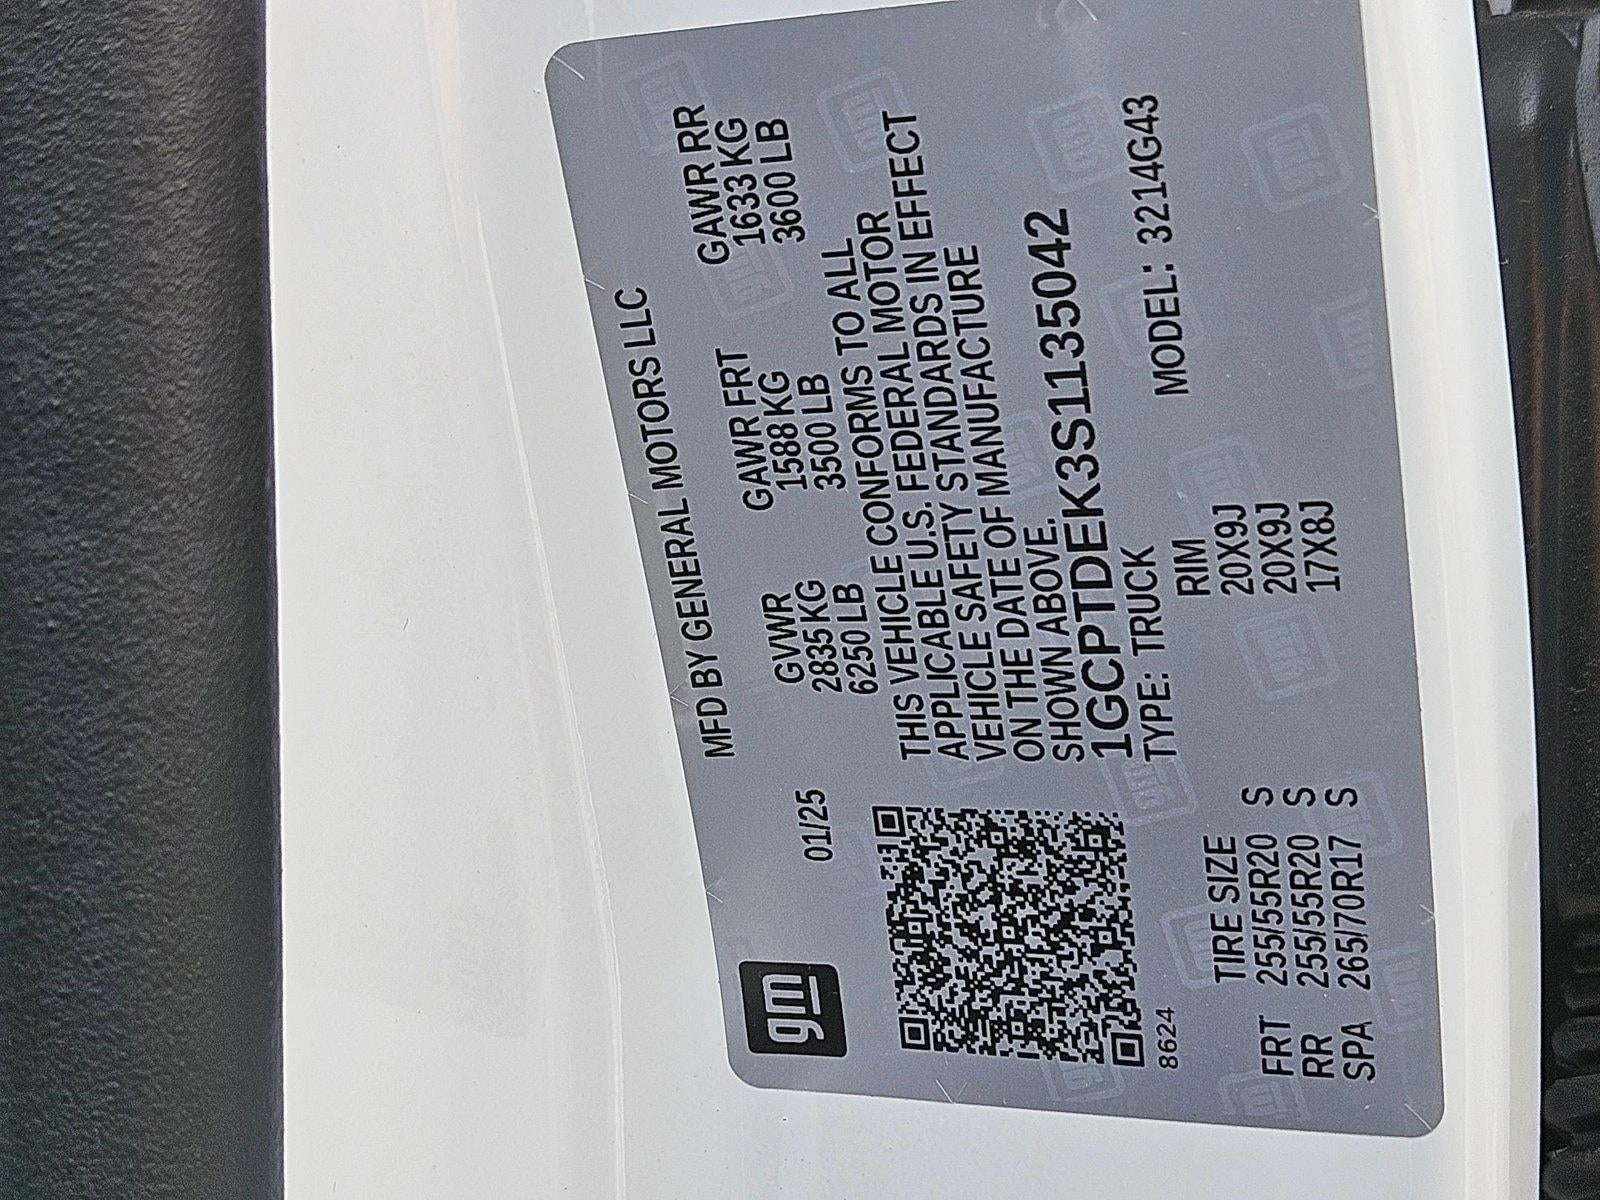 gm
MFD BY GENERAL MOTORS LLC
01/25
GVWR GAWR FRT GAWR RR
2835 KG 1588 KG 1633 KG
6250 LB 3500 LB 3600 LB
THIS VEHICLE CONFORMS TO ALL
APPLICABLE U.S. FEDERAL MOTOR
VEHICLE SAFETY STANDARDS IN EFFECT
ON THE DATE OF MANUFACTURE
SHOWN ABOVE.
1GCPTDEK3S1135042
TYPE: TRUCK MODEL: 3214G43
8624
TIRE SIZE RIM
FRT 255/55R20 S 20X9J
RR 255/55R20 S 20X9J
SPA 265/70R17 S 17X8J